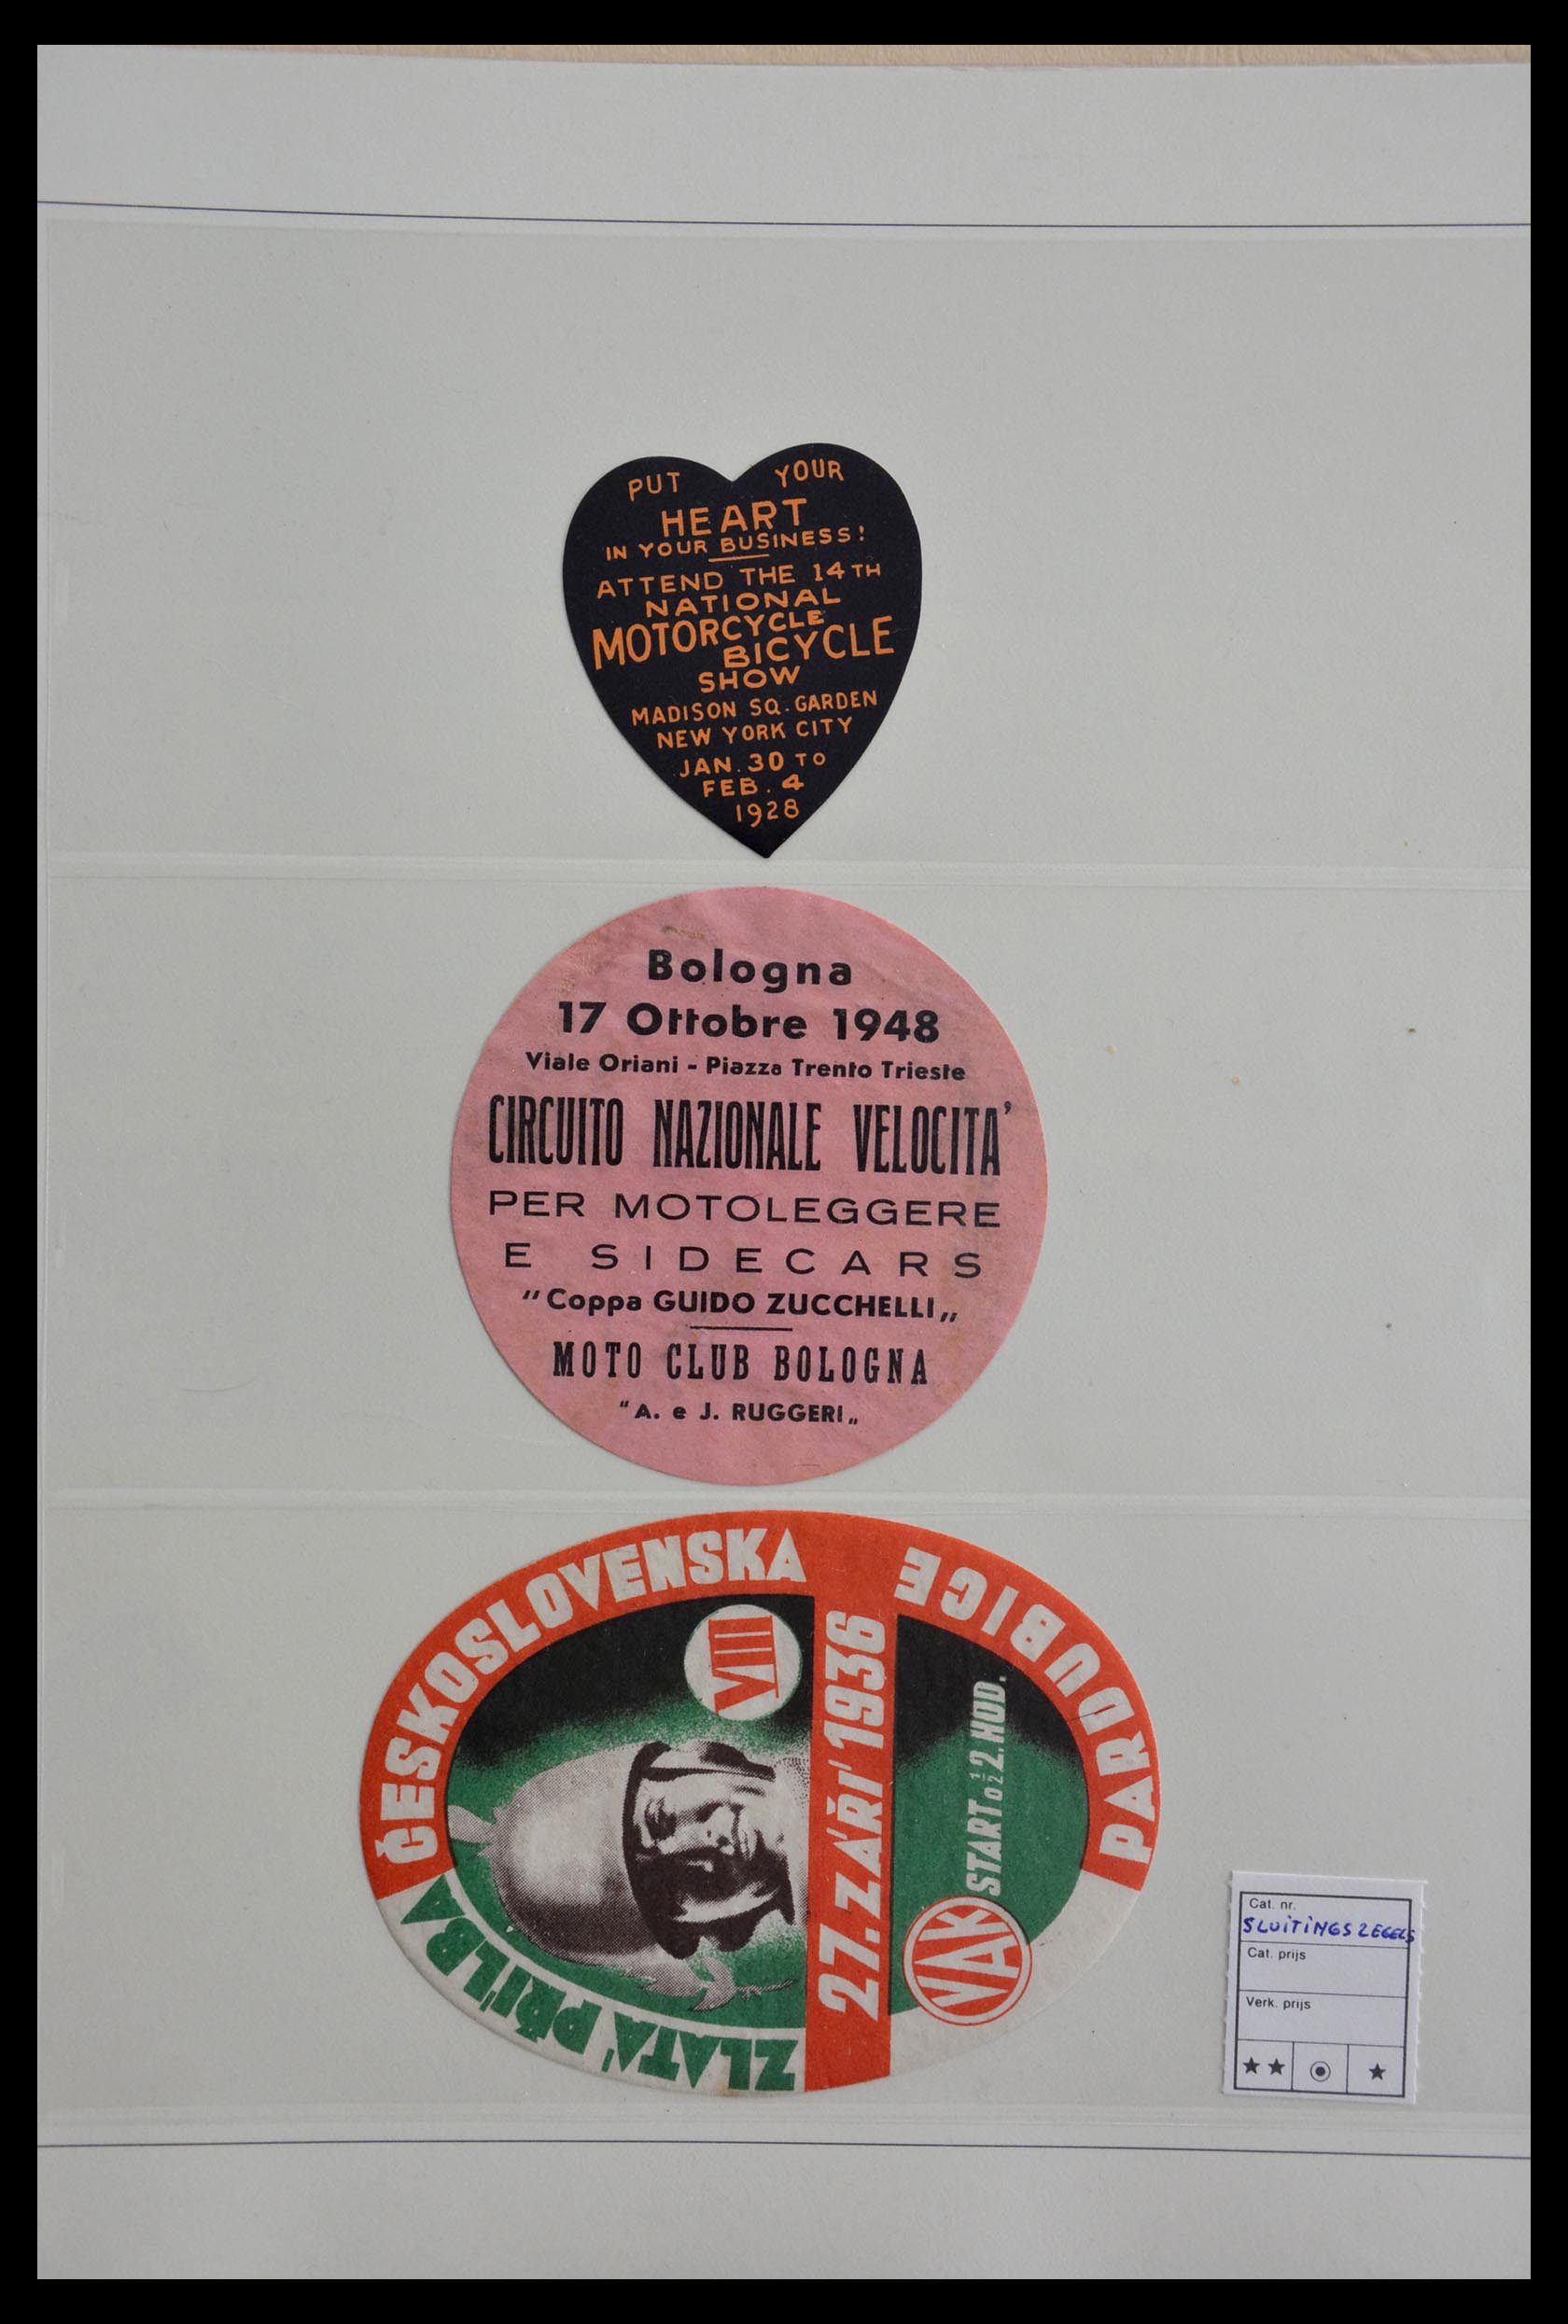 PUT YOUR
HEART
IN YOUR BUSINESS!
ATTEND THE 14TH
NATIONAL
MOTORCYCLE
BICYCLE
SHOW
MADISON SQ. GARDEN
NEW YORK CITY
JAN. 30 TO
FEB. 4
1928
Bologna
17 Ottobre 1948
Viale Oriani - Piazza Trento Trieste
CIRCUITO NAZIONALE VELOCITA'
PER MOTOLEGGERE
E SIDECARS
"Coppa GUIDO ZUCCHELLI„
MOTO CLUB BOLOGNA
"A. e J. RUGGERI„
ZLATÁ PŘÍLBA
ČESKOSLOVENSKA
VIII
27. ZÁŘÍ 1936
VAK
START o ½2. HOD.
PARDUBICE
Cat. nr.
SLUITINGSZEGELS
Cat. prijs
Verk. prijs